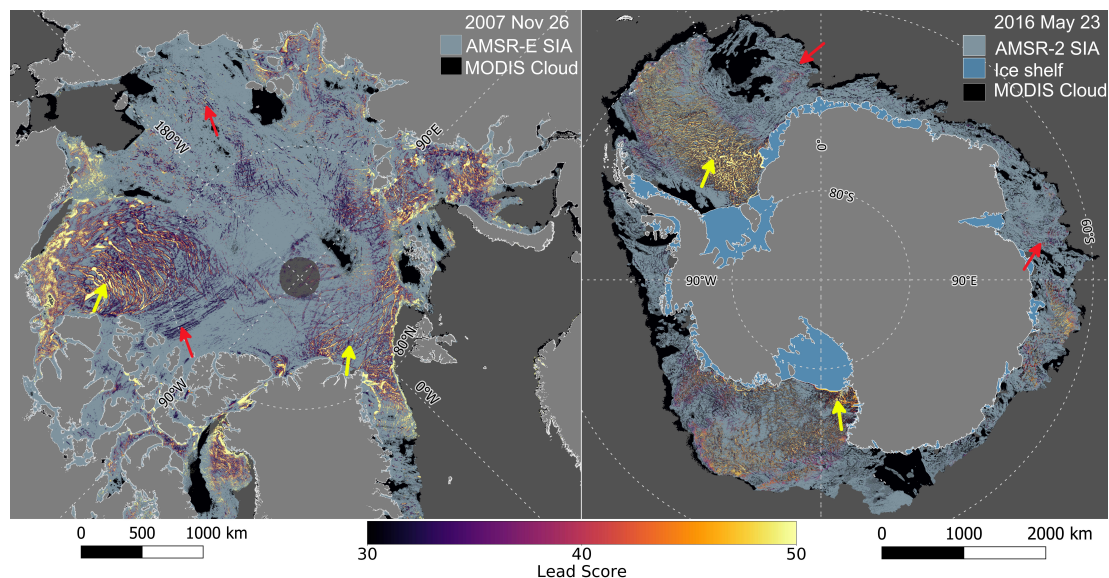 2007 Nov 26
AMSR-E SIA
MODIS Cloud
180°W
90°E
90°W
80°N
0°W
2016 May 23
AMSR-2 SIA
Ice shelf
MODIS Cloud
0°
80°S
60°S
90°W
90°E
0 500 1000 km
30 40 50
Lead Score
0 1000 2000 km